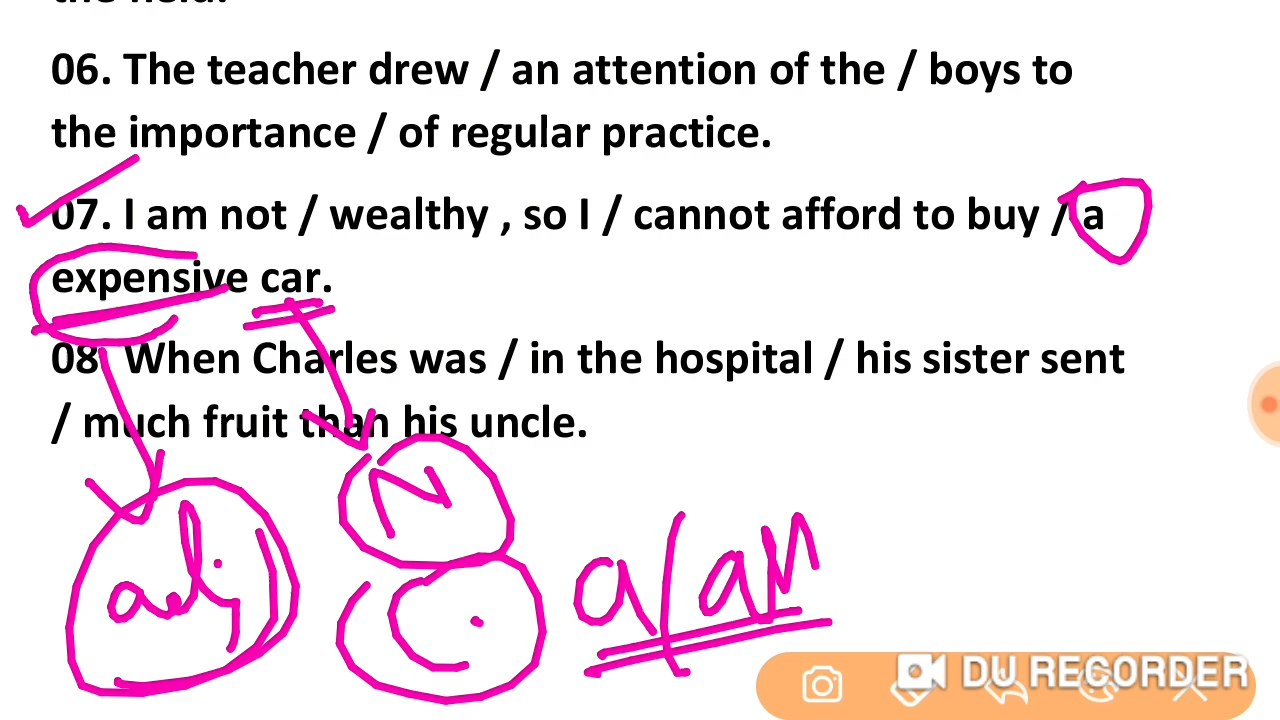 06. The teacher drew / an attention of the / boys to
the importance / of regular practice.
07. I am not / wealthy , so I / cannot afford to buy / a
expensive car.
08. When Charles was / in the hospital / his sister sent
/ much fruit than his uncle.
adj
N
C
a/an
DU RECORDER